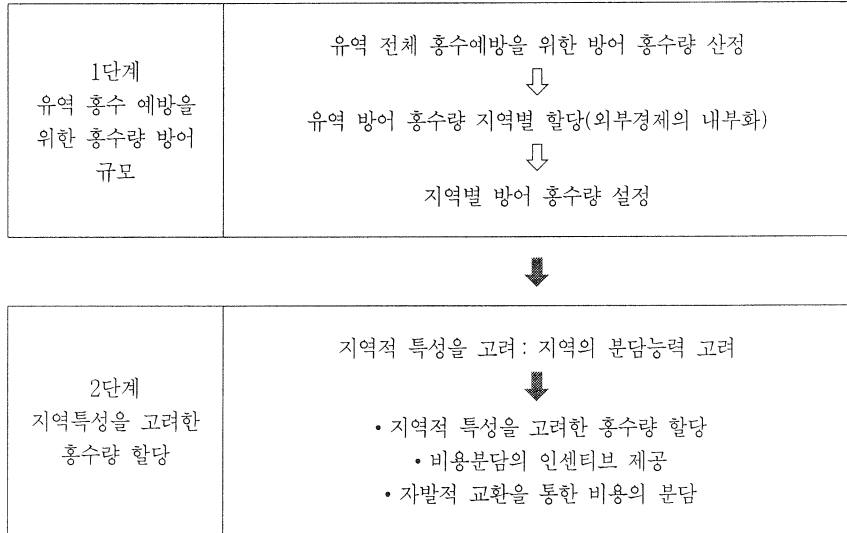 1단계
유역 홍수 예방을
위한 홍수량 방어
규모
유역 전체 홍수예방을 위한 방어 홍수량 산정
유역 방어 홍수량 지역별 할당(외부경제의 내부화)
지역별 방어 홍수량 설정
2단계
지역특성을 고려한
홍수량 할당
지역적 특성을 고려 : 지역의 분담능력 고려
• 지역적 특성을 고려한 홍수량 할당
• 비용분담의 인센티브 제공
• 자발적 교환을 통한 비용의 분담